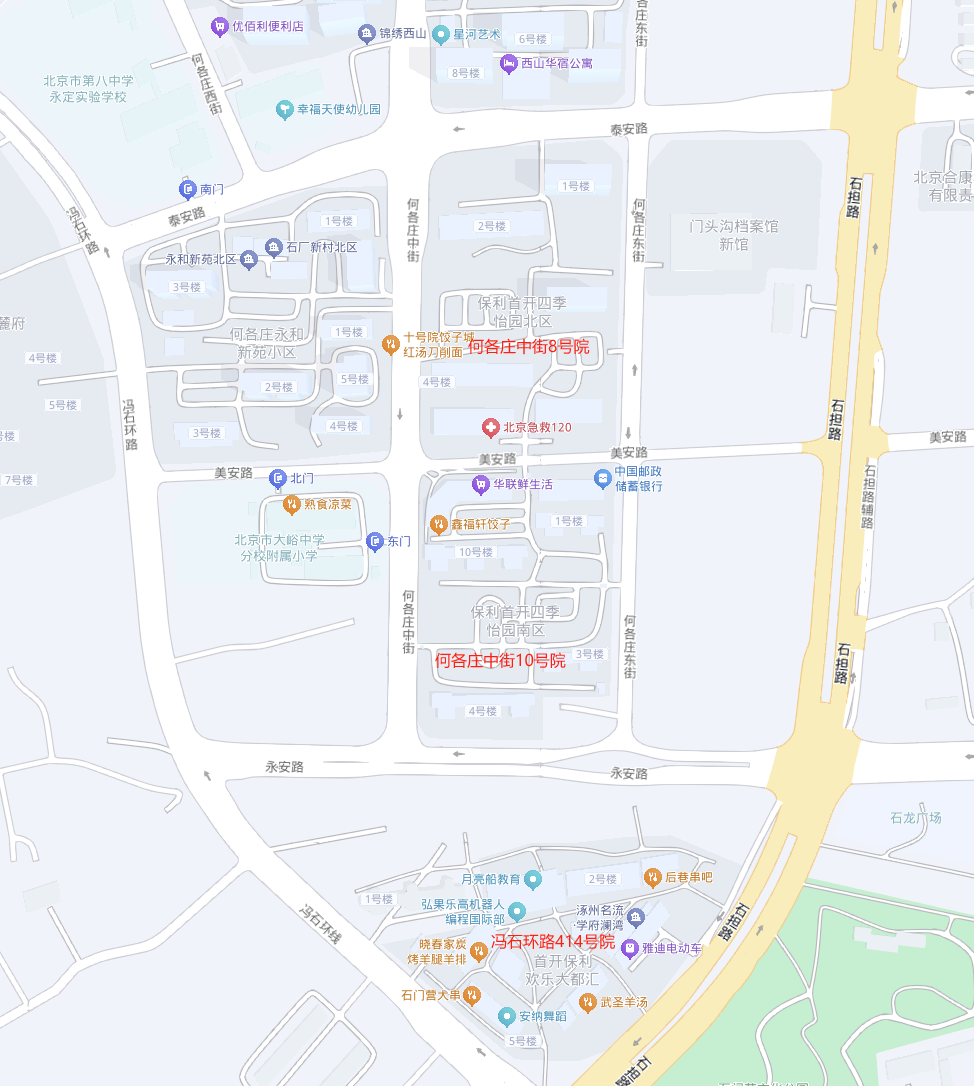 优佰利便利店
锦绣西山
星河艺术
6号楼
何各庄东街
西山华宿公寓
8号楼
何各庄西街
北京市第八中学
永定实验学校
幸福天使幼儿园
泰安路
南门
泰安路
冯石环路
1号楼
石厂新村北区
永和新苑北区
3号楼
何各庄中街
1号楼
2号楼
何各庄东街
石担路
北京合康
有限责
门头沟档案馆
新馆
麓府
何各庄永和
新苑小区
1号楼
十号院饺子城
红汤刀削面
保利首开四季
怡园北区
何各庄中街8号院
4号楼
5号楼
2号楼
5号楼
4号楼
冯石环路
3号楼
4号楼
北京急救120
石担路
号楼
7号楼
美安路
美安路
美安路
美安路
北门
华联鲜生活
中国邮政
储蓄银行
石担路辅路
熟食凉菜
鑫福轩饺子
1号楼
北京市大峪中学
分校附属小学
东门
10号楼
何各庄中街
保利首开四季
怡园南区
何各庄东街
何各庄中街10号院
3号楼
石担路
4号楼
永安路
永安路
石龙广场
月亮船教育
2号楼
后巷串吧
1号楼
弘果乐高机器人
编程国际部
涿州名流
·学府澜湾
石担路
冯石环线
晓春家炭
烤羊腿羊排
冯石环路414号院
雅迪电动车
首开保利
欢乐大都汇
石门营大串
武圣羊汤
安纳舞蹈
5号楼
石担路